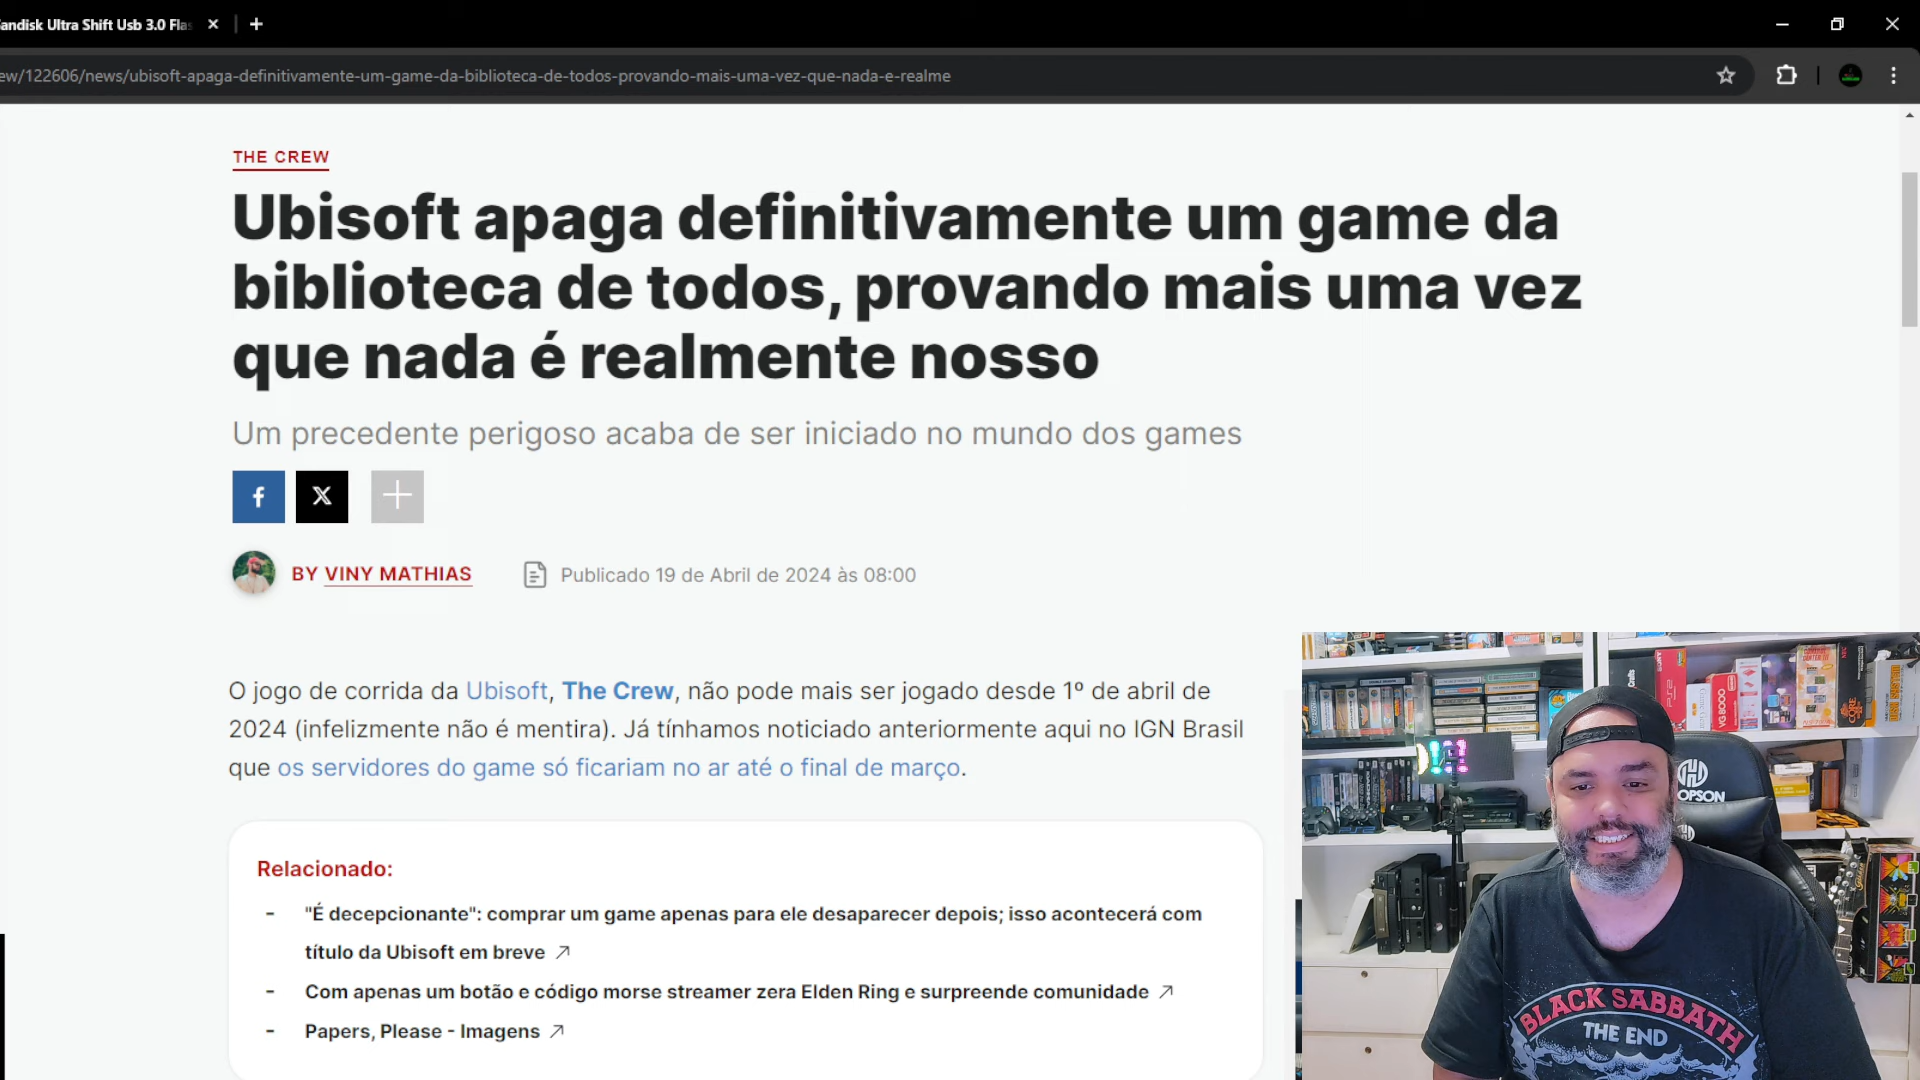 andisk Ultra Shift Usb 3.0 Fla
ew/122606/news/ubisoft-apaga-definitivamente-um-game-da-biblioteca-de-todos-provando-mais-uma-vez-que-nada-e-realme
THE CREW
Ubisoft apaga definitivamente um game da
biblioteca de todos, provando mais uma vez
que nada é realmente nosso
Um precedente perigoso acaba de ser iniciado no mundo dos games
BY VINY MATHIAS
Publicado 19 de Abril de 2024 às 08:00
O jogo de corrida da Ubisoft, The Crew, não pode mais ser jogado desde 1º de abril de
2024 (infelizmente não é mentira). Já tínhamos noticiado anteriormente aqui no IGN Brasil
que os servidores do game só ficariam no ar até o final de março.
Relacionado:
- "É decepcionante": comprar um game apenas para ele desaparecer depois; isso acontecerá com
título da Ubisoft em breve
- Com apenas um botão e código morse streamer zera Elden Ring e surpreende comunidade
- Papers, Please - Imagens
SONY
PS2
VG 8000
CORE
OPSON
BLACK SABBATH
THE END